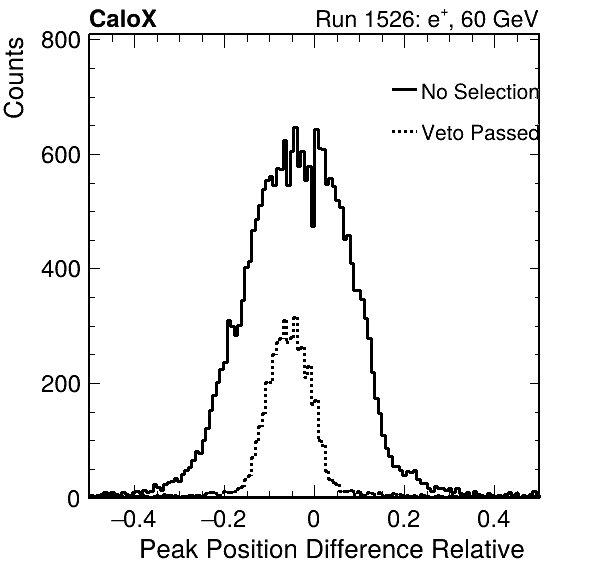 CaloX Run 1526: e⁺, 60 GeV
Counts
800
No Selection
Veto Passed
600
400
200
0
−0.4 −0.2 0 0.2 0.4
Peak Position Difference Relative